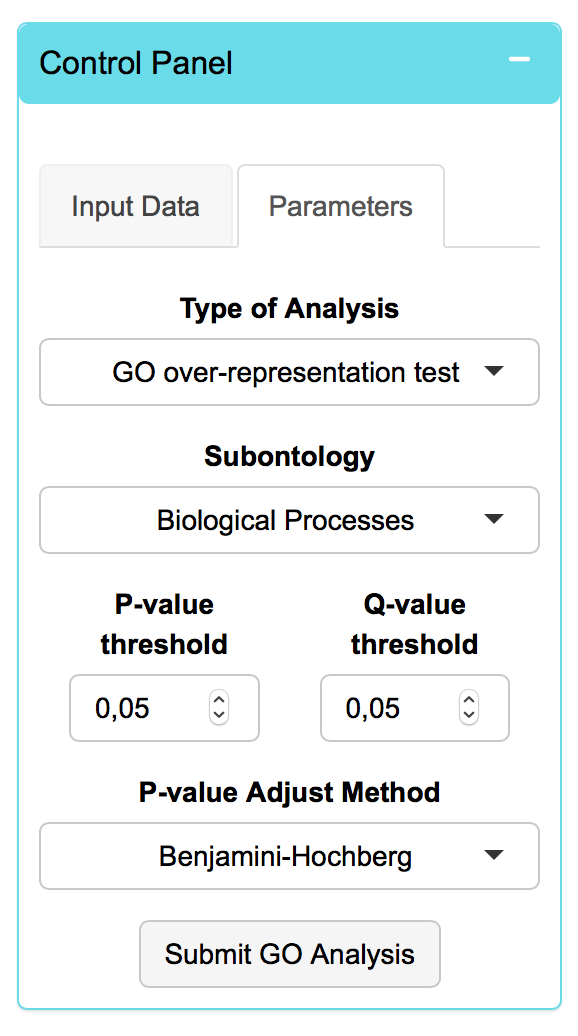 Control Panel
Input Data Parameters
Type of Analysis
GO over-representation test
Subontology
Biological Processes
P-value Q-value
threshold threshold
0,05 0,05
P-value Adjust Method
Benjamini-Hochberg
Submit GO Analysis